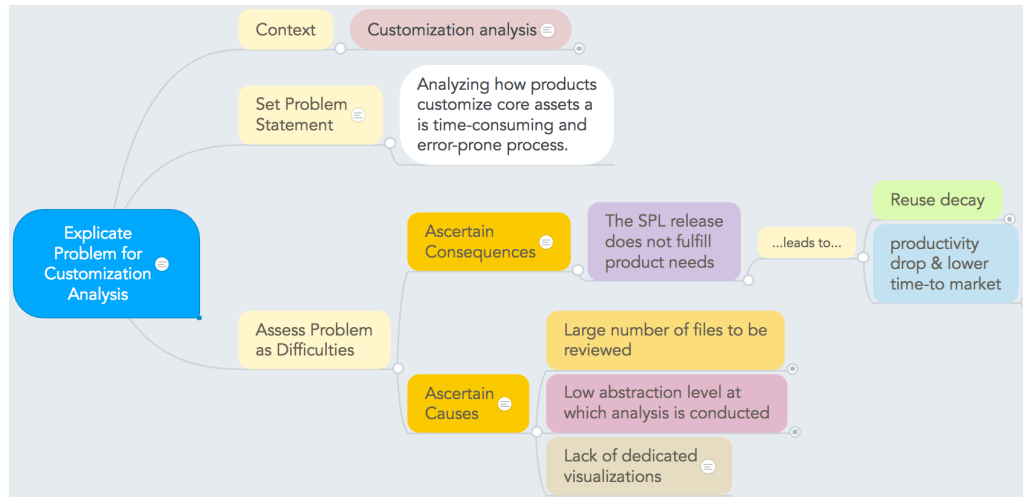 Context
Customization analysis
Set Problem
Statement
Analyzing how products
customize core assets a
is time-consuming and
error-prone process.
Explicate
Problem for
Customization
Analysis
Assess Problem
as Difficulties
Ascertain
Consequences
The SPL release
does not fulfill
product needs
...leads to...
Reuse decay
productivity
drop & lower
time-to market
Ascertain
Causes
Large number of files to be
reviewed
Low abstraction level at
which analysis is conducted
Lack of dedicated
visualizations